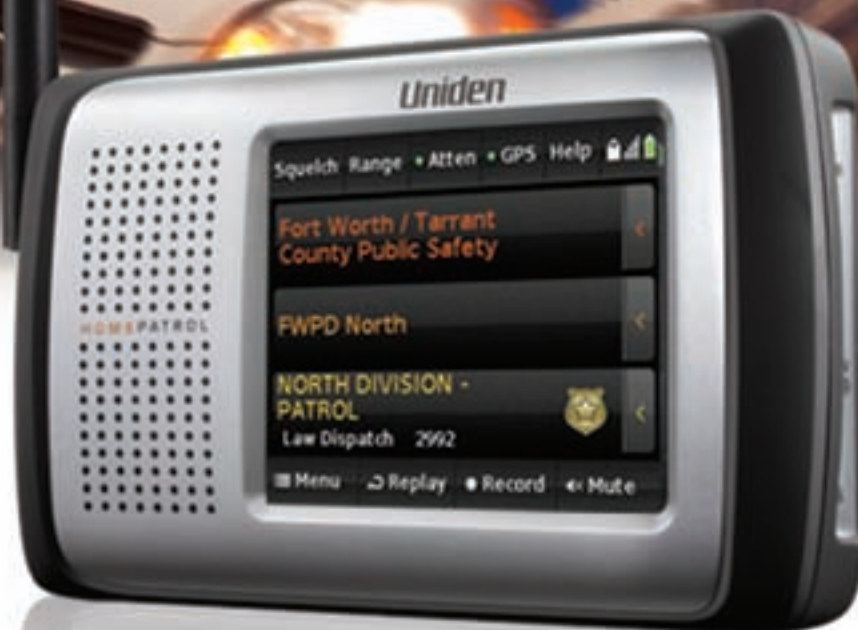 Uniden
Squelch Range • Atten • GPS Help
Fort Worth / Tarrant
County Public Safety
HOMEPATROL
FWPD North
NORTH DIVISION -
PATROL
Law Dispatch 2992
Menu Replay Record Mute